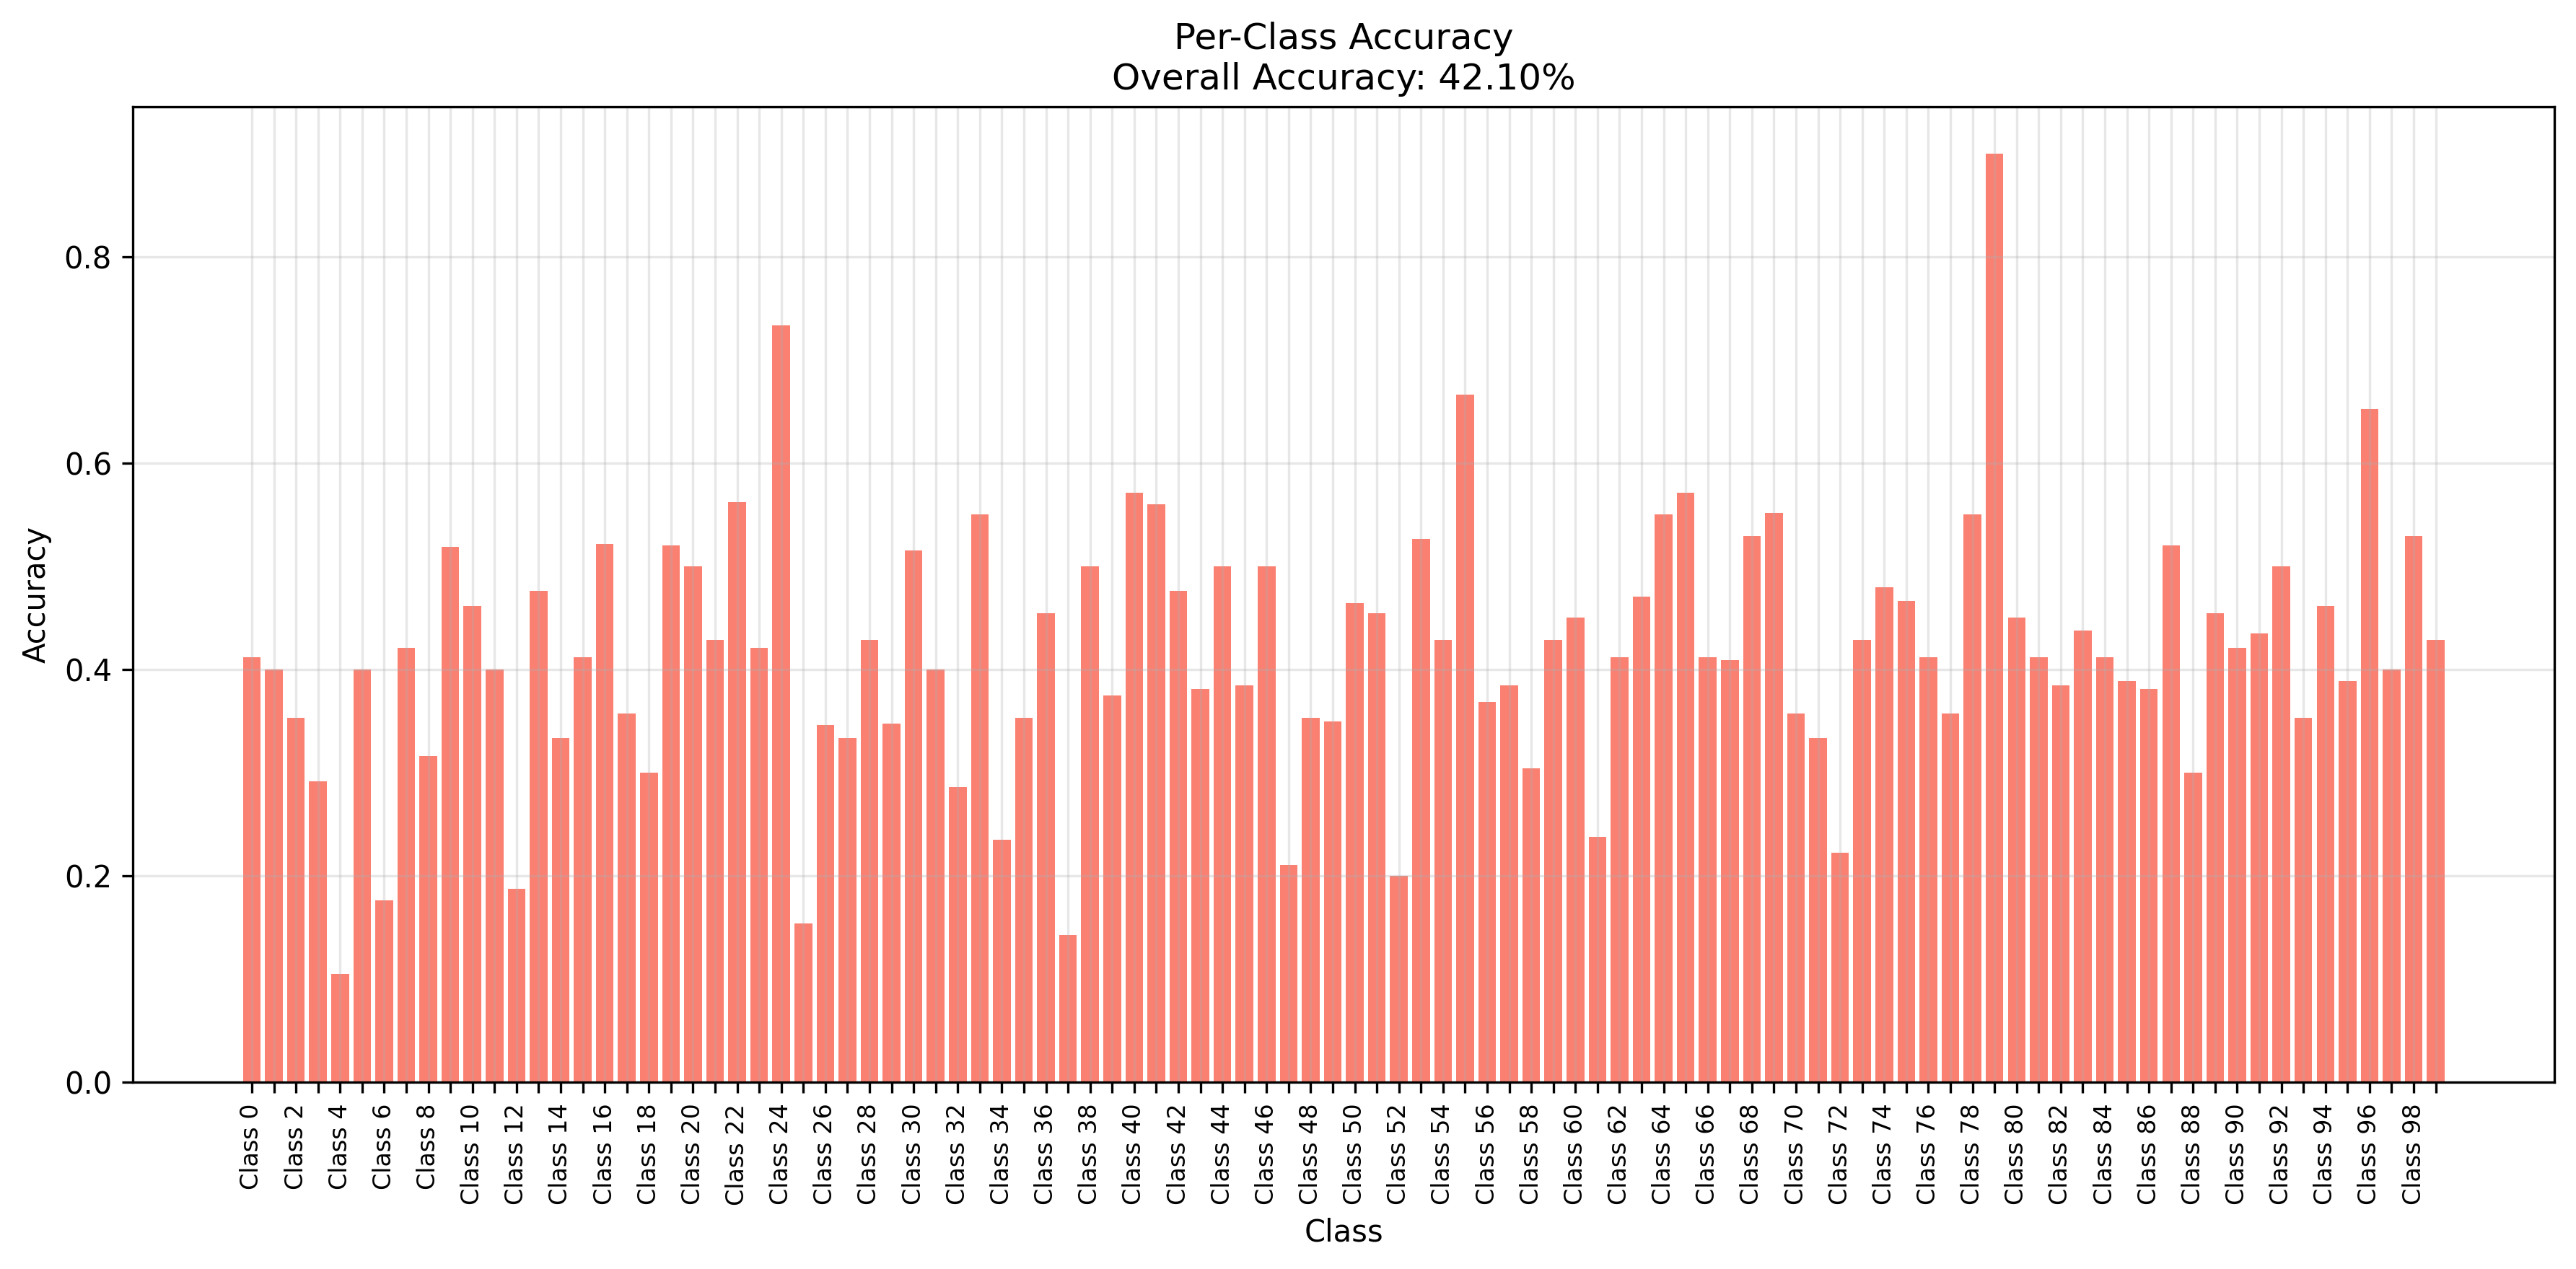 Per-Class Accuracy
Overall Accuracy: 42.10%
Accuracy
0.8
0.6
0.4
0.2
0.0
Class 0
Class 2
Class 4
Class 6
Class 8
Class 10
Class 12
Class 14
Class 16
Class 18
Class 20
Class 22
Class 24
Class 26
Class 28
Class 30
Class 32
Class 34
Class 36
Class 38
Class 40
Class 42
Class 44
Class 46
Class 48
Class 50
Class 52
Class 54
Class 56
Class 58
Class 60
Class 62
Class 64
Class 66
Class 68
Class 70
Class 72
Class 74
Class 76
Class 78
Class 80
Class 82
Class 84
Class 86
Class 88
Class 90
Class 92
Class 94
Class 96
Class 98
Class